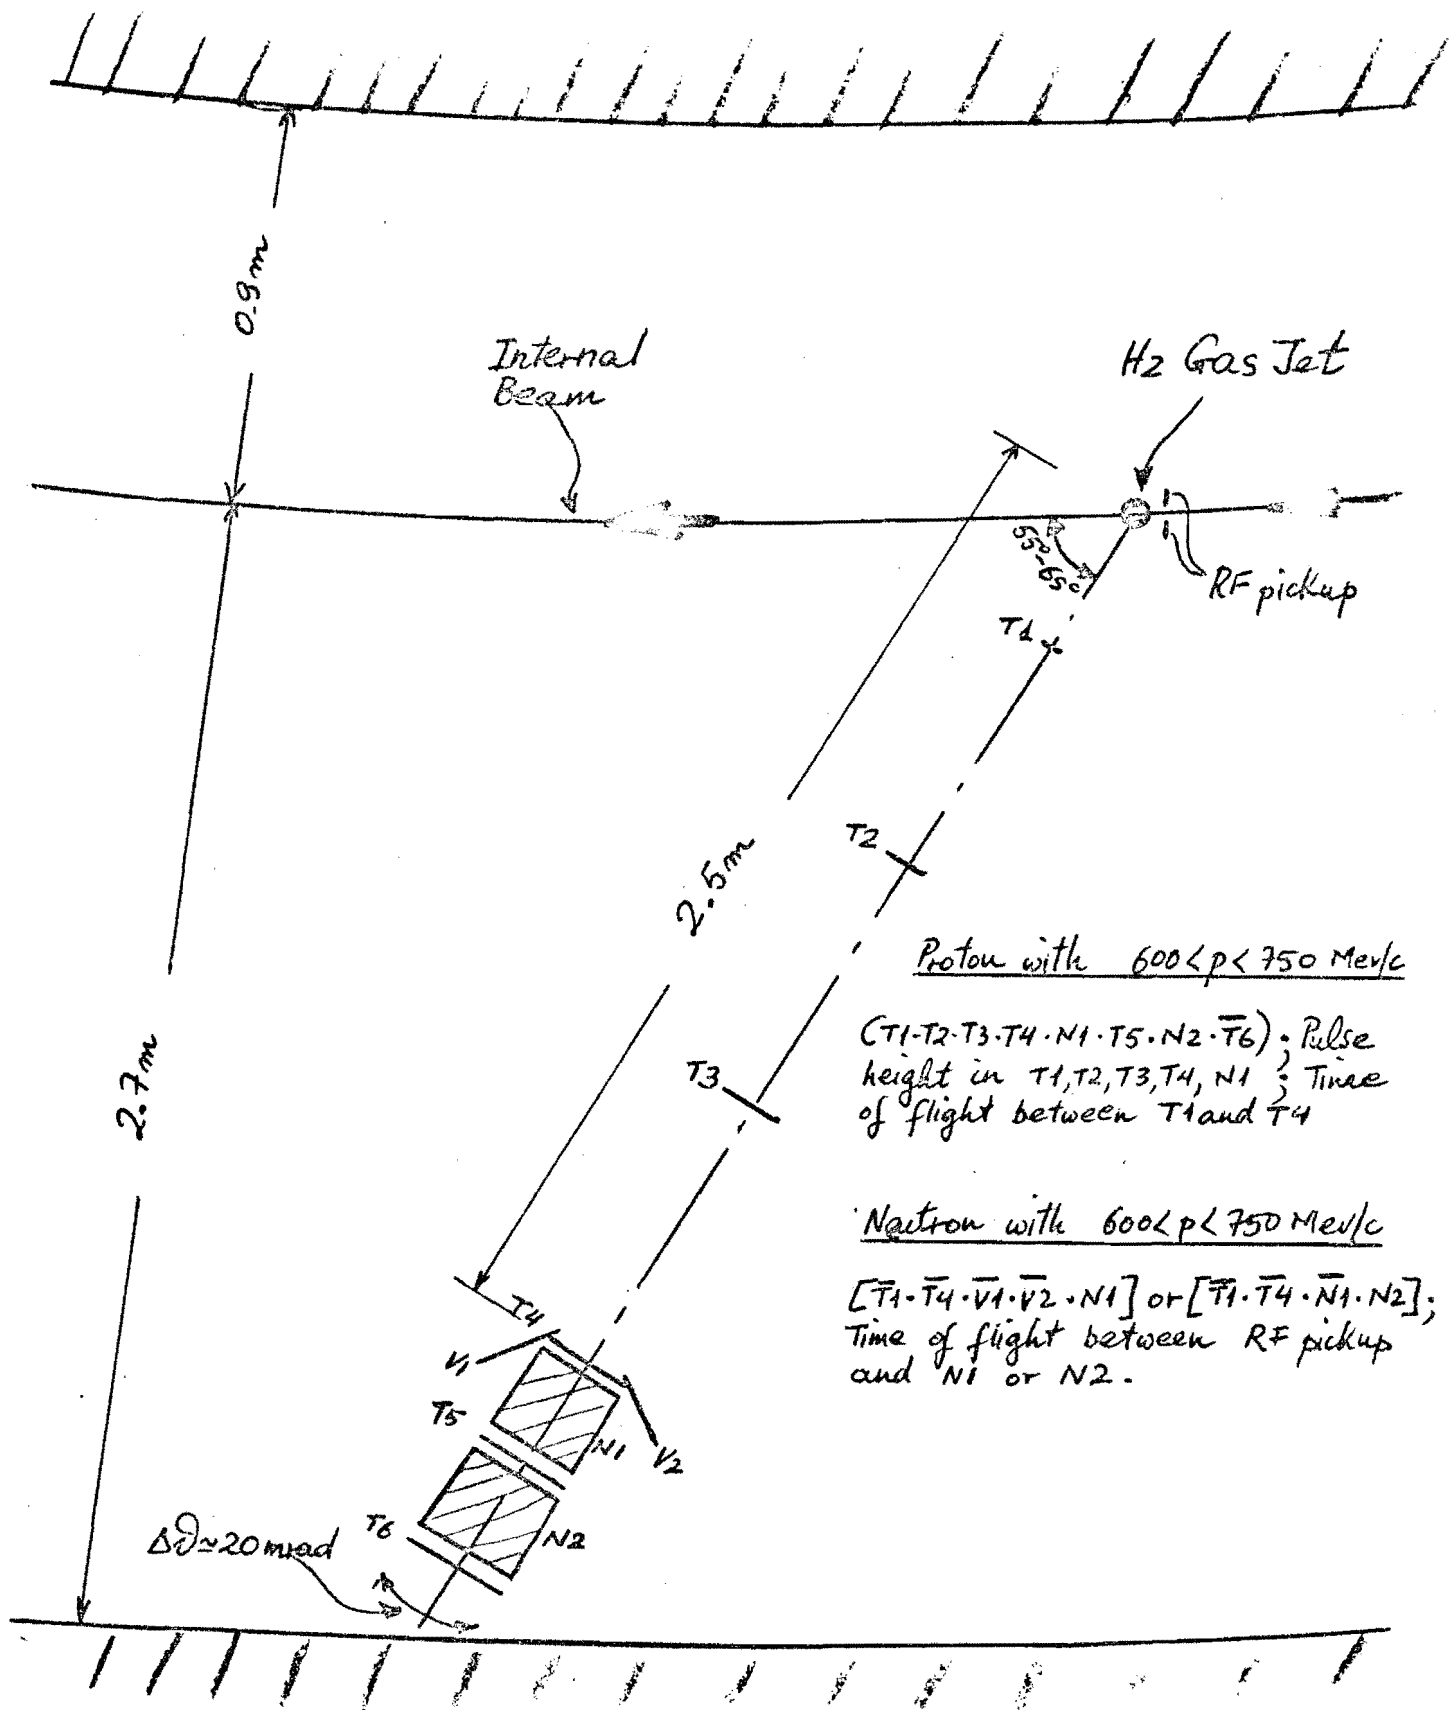 0.9m
Internal
Beam
H2 Gas Jet
55°-65°
RF pickup
T1
T2
2.5m
2.7m
T3
Proton with 600<p<750 Mev/c
(T1·T2·T3·T4·N1·T5·N2·T̅6); Pulse
height in T1,T2,T3,T4, N1 ; Time
of flight between T1 and T4
Neutron with 600<p<750 Mev/c
[T̅1·T̅4·V̅1·V̅2·N1] or [T̅1·T̅4·N̅1·N2];
Time of flight between RF pickup
and N1 or N2.
T4
V1
T5
N1
V2
T6
N2
Δϑ≃20 mrad